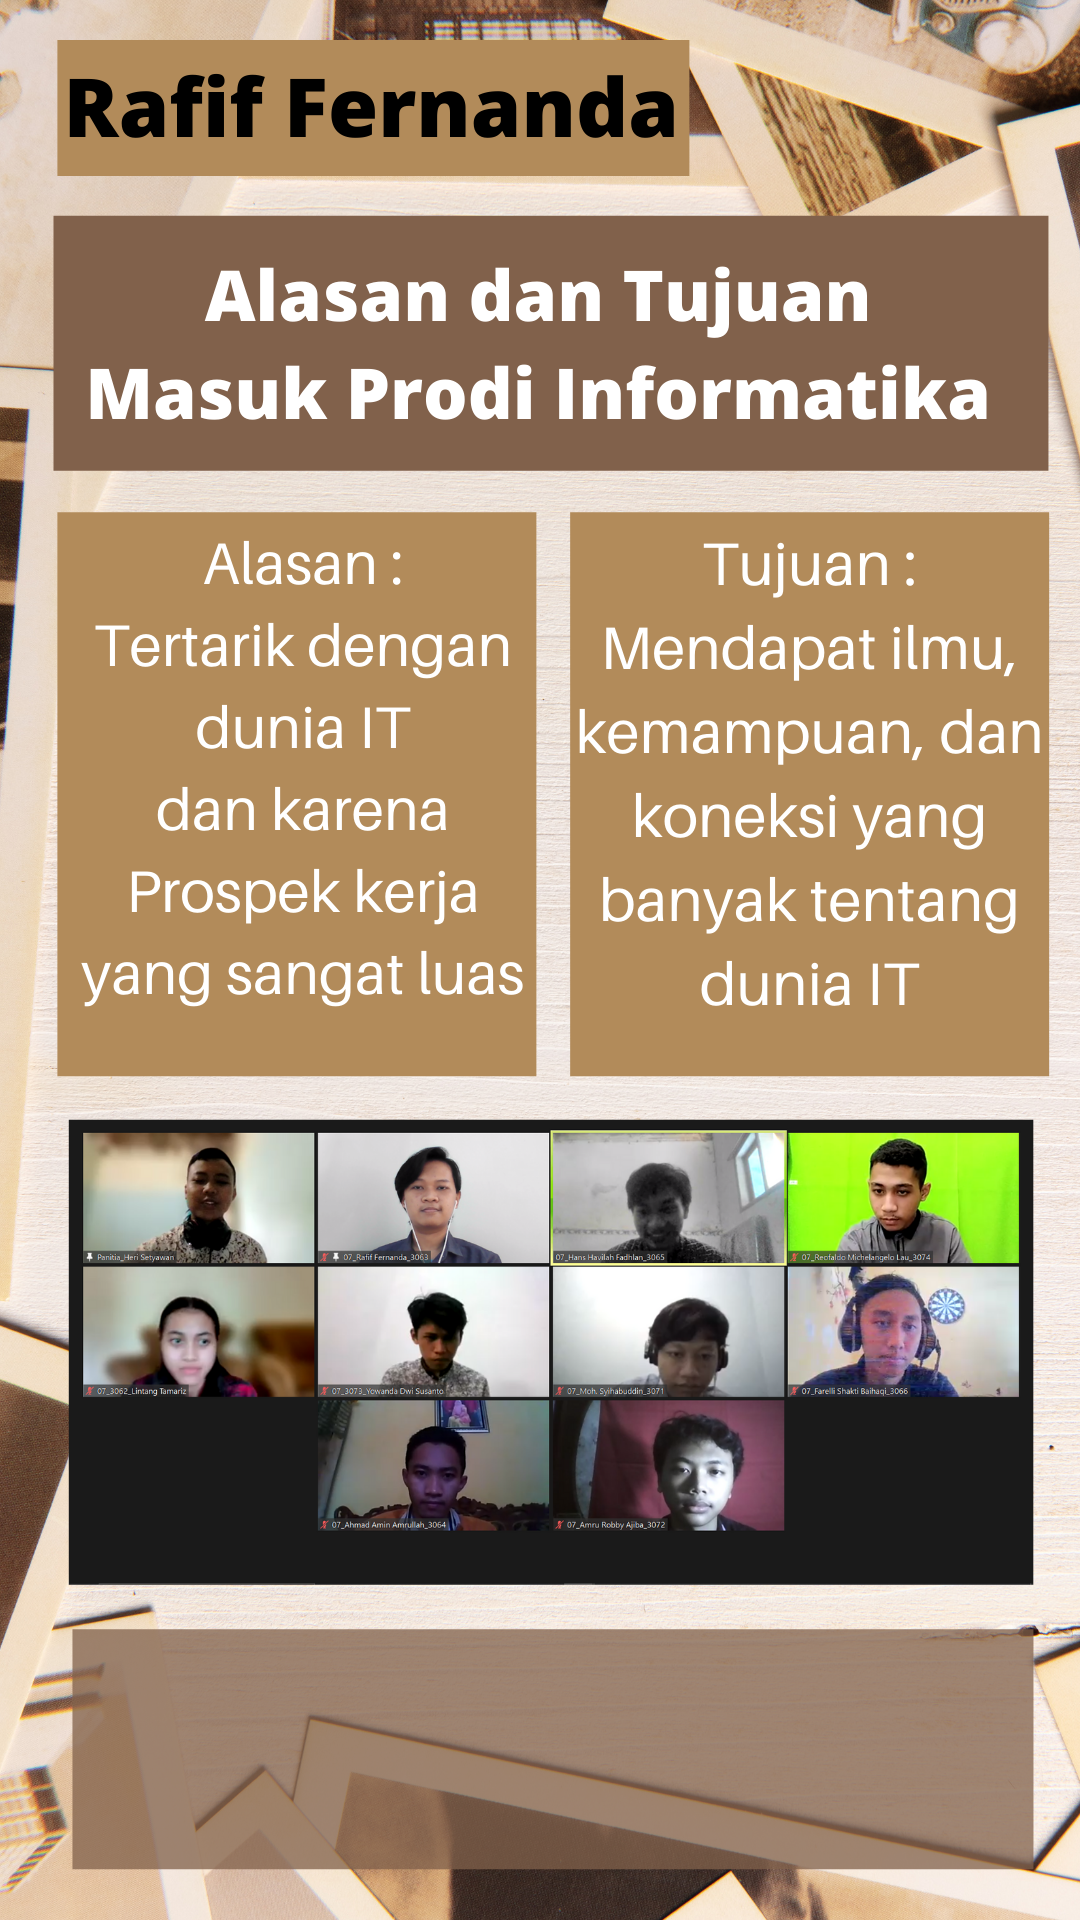 Rafif Fernanda
Alasan dan Tujuan
Masuk Prodi Informatika
Alasan :
Tertarik dengan
dunia IT
dan karena
Prospek kerja
yang sangat luas
Tujuan :
Mendapat ilmu,
kemampuan, dan
koneksi yang
banyak tentang
dunia IT
Panitia_Heri Setyawan
07_Rafif Fernanda_3063
07_Hans Havilah Fadhlan_3065
07_Reofaldo Michelangelo Lau_3074
07_3062_Lintang Tamariz
07_3073_Yowanda Dwi Susanto
07_Moh. Syihabuddin_3071
07_Farelli Shakti Baihaqi_3066
07_Ahmad Amin Amrullah_3064
07_Amru Robby Ajiba_3072